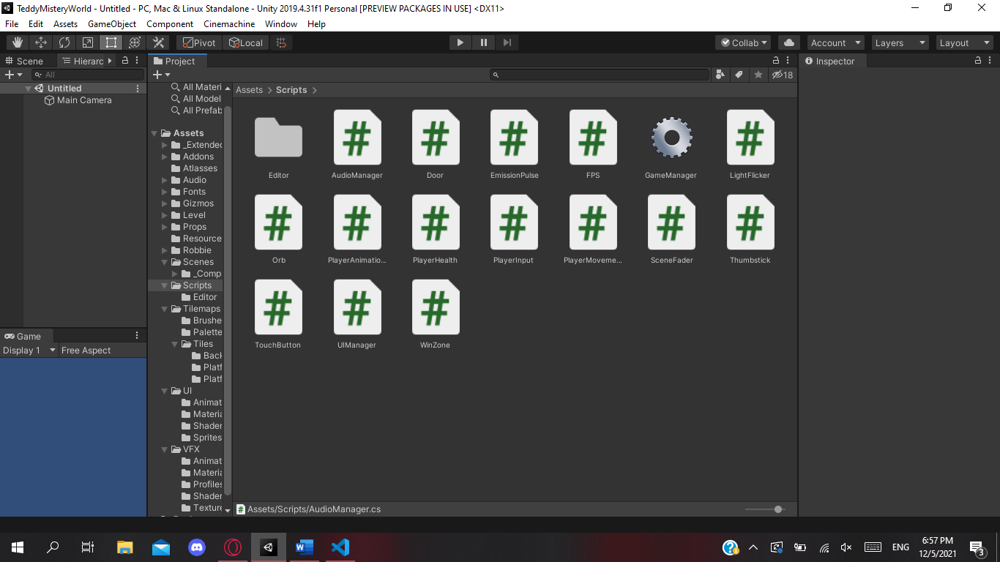 TeddyMisteryWorld - Untitled - PC, Mac & Linux Standalone - Unity 2019.4.31f1 Personal [PREVIEW PACKAGES IN USE] <DX11>
File Edit Assets GameObject Component Cinemachine Window Help
Pivot Local Collab Account Layers Layout
Scene Hierarc Project Inspector
All 18
Untitled
Main Camera
All Materi
All Model
All Prefab
Assets
_Extended
Addons
Atlasses
Audio
Fonts
Gizmos
Level
Props
Resource
Robbie
Scenes
_Comp
Scripts
Editor
Tilemaps
Brushe
Palette
Tiles
Back
Platf
Platf
UI
Animat
Materia
Shader
Sprites
VFX
Animat
Materia
Profiles
Shader
Texture
Assets > Scripts >
Editor AudioManager Door EmissionPulse FPS GameManager LightFlicker
Orb PlayerAnimatio... PlayerHealth PlayerInput PlayerMoveme... SceneFader Thumbstick
TouchButton UIManager WinZone
Assets/Scripts/AudioManager.cs
Game
Display 1 Free Aspect
ENG
6:57 PM
12/5/2021
3